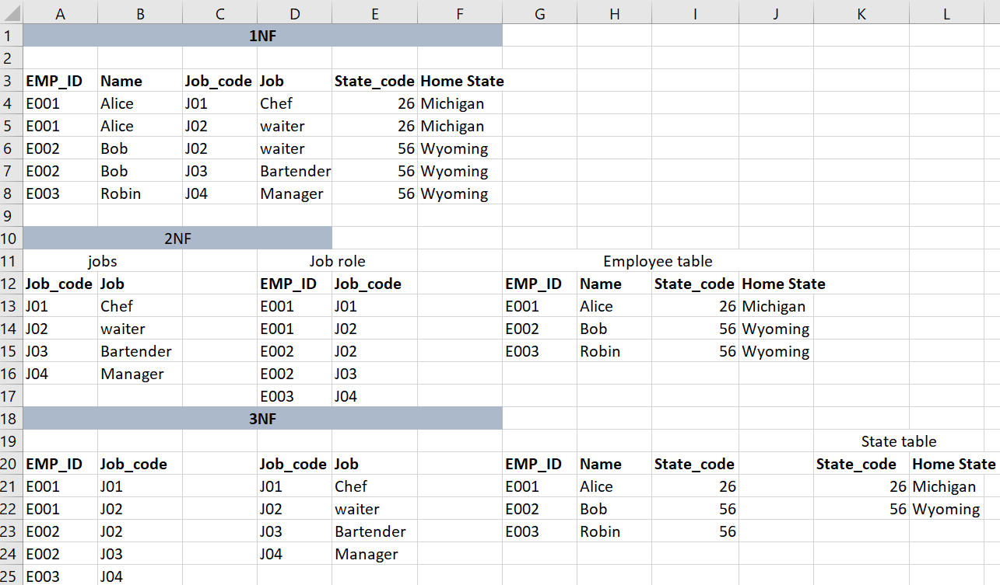 A B C D E F G H I J K L
1 1NF
2
3 EMP_ID Name Job_code Job State_code Home State
4 E001 Alice J01 Chef 26 Michigan
5 E001 Alice J02 waiter 26 Michigan
6 E002 Bob J02 waiter 56 Wyoming
7 E002 Bob J03 Bartender 56 Wyoming
8 E003 Robin J04 Manager 56 Wyoming
9
10 2NF
11 jobs Job role Employee table
12 Job_code Job EMP_ID Job_code EMP_ID Name State_code Home State
13 J01 Chef E001 J01 E001 Alice 26 Michigan
14 J02 waiter E001 J02 E002 Bob 56 Wyoming
15 J03 Bartender E002 J02 E003 Robin 56 Wyoming
16 J04 Manager E002 J03
17 E003 J04
18 3NF
19 State table
20 EMP_ID Job_code Job_code Job EMP_ID Name State_code State_code Home State
21 E001 J01 J01 Chef E001 Alice 26 26 Michigan
22 E001 J02 J02 waiter E002 Bob 56 56 Wyoming
23 E002 J02 J03 Bartender E003 Robin 56
24 E002 J03 J04 Manager
25 E003 J04